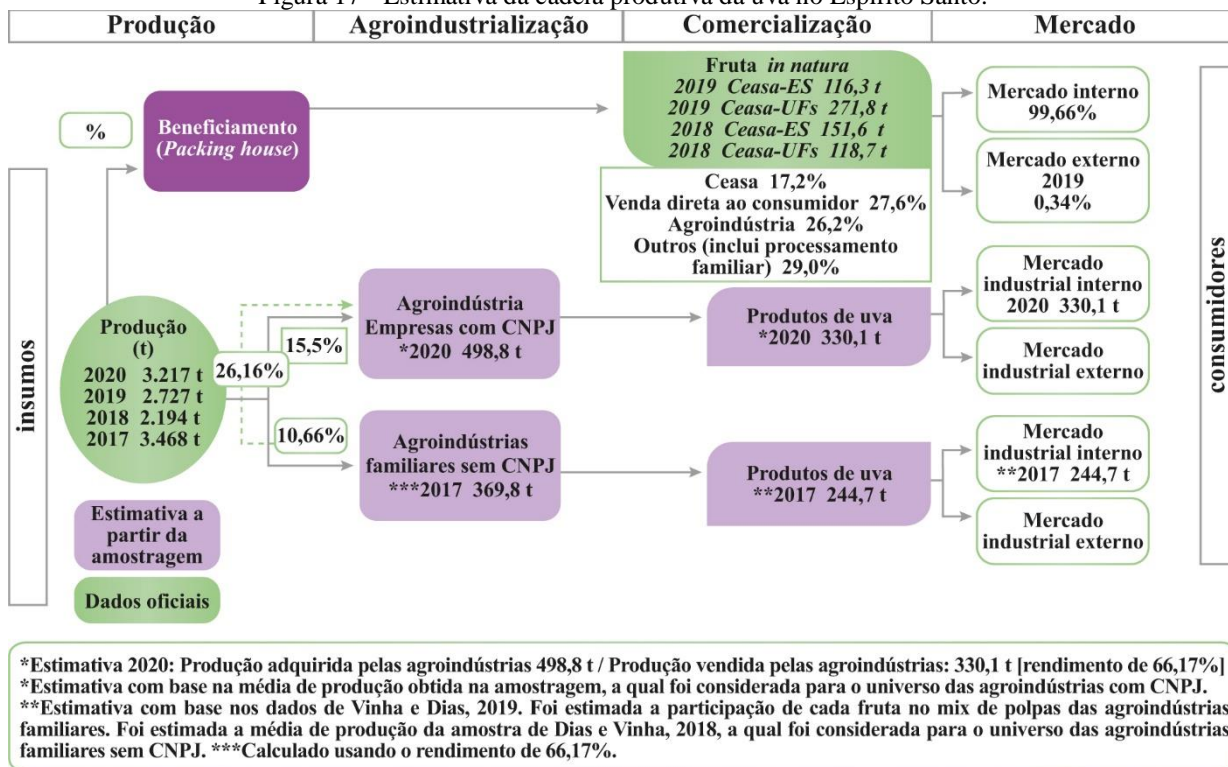 Figura 17 - Estimativa da cadeia produtiva da uva no Espírito Santo.
Produção
Agroindustrialização
Comercialização
Mercado
insumos
%
Beneficiamento
(Packing house)
Fruta in natura
2019 Ceasa-ES 116,3 t
2019 Ceasa-UFs 271,8 t
2018 Ceasa-ES 151,6 t
2018 Ceasa-UFs 118,7 t
Ceasa 17,2%
Venda direta ao consumidor 27,6%
Agroindústria 26,2%
Outros (inclui processamento
familiar) 29,0%
Mercado interno
99,66%
Mercado externo
2019
0,34%
Produção
(t)
2020 3.217 t
2019 2.727 t
2018 2.194 t
2017 3.468 t
26,16%
15,5%
10,66%
Agroindústria
Empresas com CNPJ
*2020 498,8 t
Produtos de uva
*2020 330,1 t
Mercado
industrial interno
2020 330,1 t
Mercado
industrial externo
Agroindústrias
familiares sem CNPJ
***2017 369,8 t
Produtos de uva
**2017 244,7 t
Mercado
industrial interno
**2017 244,7 t
Mercado
industrial externo
Estimativa a
partir da
amostragem
Dados oficiais
consumidores
*Estimativa 2020: Produção adquirida pelas agroindústrias 498,8 t / Produção vendida pelas agroindústrias: 330,1 t [rendimento de 66,17%]
*Estimativa com base na média de produção obtida na amostragem, a qual foi considerada para o universo das agroindústrias com CNPJ.
**Estimativa com base nos dados de Vinha e Dias, 2019. Foi estimada a participação de cada fruta no mix de polpas das agroindústrias
familiares. Foi estimada a média de produção da amostra de Dias e Vinha, 2018, a qual foi considerada para o universo das agroindústrias
familiares sem CNPJ. ***Calculado usando o rendimento de 66,17%.